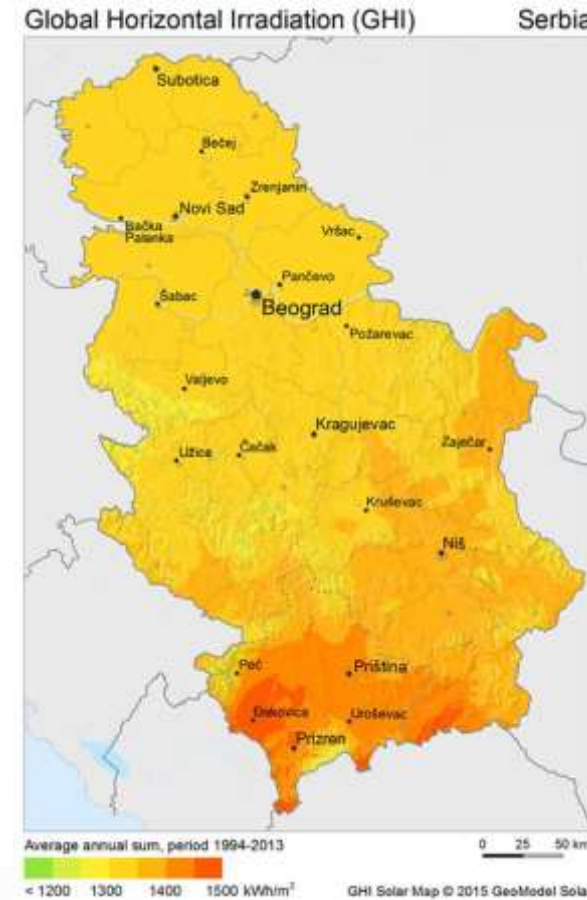 Global Horizontal Irradiation (GHI)
Serbia
Subotica
Bečej
Zrenjanin
Novi Sad
Bačka
Palanka
Vršac
Pančevo
Šabac
Beograd
Požarevac
Valjevo
Kragujevac
Užice
Čačak
Zaječar
Kruševac
Niš
Peč
Priština
Đakovica
Uroševac
Prizren
Average annual sum, period 1994-2013
0 25 50 km
< 1200 1300 1400 1500 kWh/m²
GHI Solar Map © 2015 GeoModel Solar